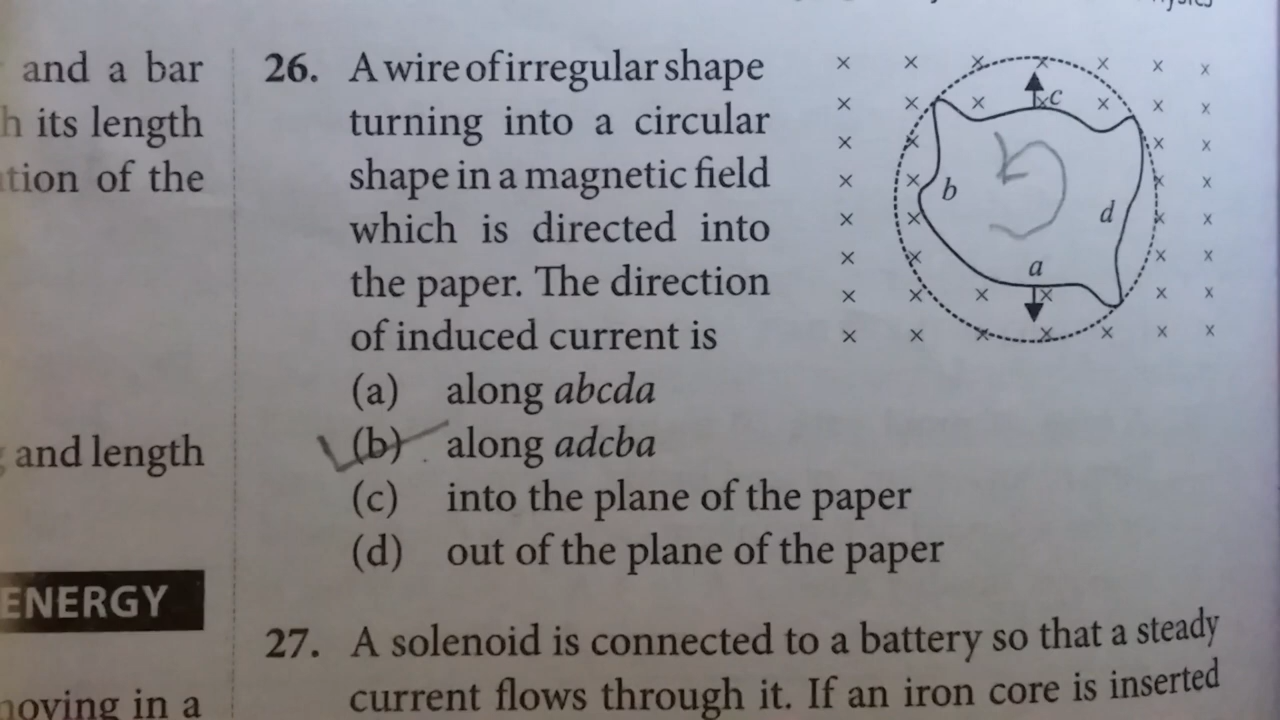 and a bar
h its length
tion of the
and length
ENERGY
in a
26. A wire of irregular shape
turning into a circular
shape in a magnetic field
which is directed into
the paper. The direction
of induced current is
(a) along abcda
(b) along adcba
(c) into the plane of the paper
(d) out of the plane of the paper
27. A solenoid is connected to a battery so that a steady
current flows through it. If an iron core is inserted
× × × × × × ×
× × × × c × × ×
× × ×
× × b × ×
× × d × ×
× × a × ×
× × × × × ×
× × × × × × ×